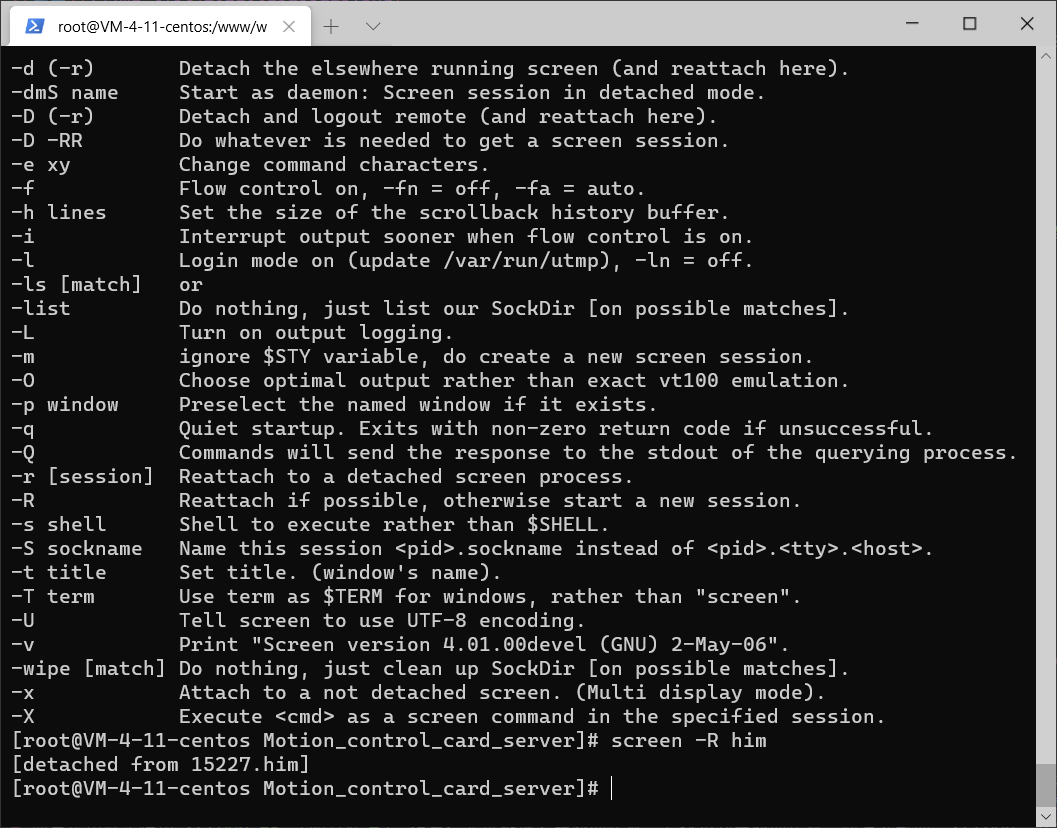 root@VM-4-11-centos:/www/w
-d (-r)       Detach the elsewhere running screen (and reattach here).
-dmS name     Start as daemon: Screen session in detached mode.
-D (-r)       Detach and logout remote (and reattach here).
-D -RR        Do whatever is needed to get a screen session.
-e xy         Change command characters.
-f            Flow control on, -fn = off, -fa = auto.
-h lines      Set the size of the scrollback history buffer.
-i            Interrupt output sooner when flow control is on.
-l            Login mode on (update /var/run/utmp), -ln = off.
-ls [match]   or
-list         Do nothing, just list our SockDir [on possible matches].
-L            Turn on output logging.
-m            ignore $STY variable, do create a new screen session.
-O            Choose optimal output rather than exact vt100 emulation.
-p window     Preselect the named window if it exists.
-q            Quiet startup. Exits with non-zero return code if unsuccessful.
-Q            Commands will send the response to the stdout of the querying process.
-r [session]  Reattach to a detached screen process.
-R            Reattach if possible, otherwise start a new session.
-s shell      Shell to execute rather than $SHELL.
-S sockname   Name this session <pid>.sockname instead of <pid>.<tty>.<host>.
-t title      Set title. (window's name).
-T term       Use term as $TERM for windows, rather than "screen".
-U            Tell screen to use UTF-8 encoding.
-v            Print "Screen version 4.01.00devel (GNU) 2-May-06".
-wipe [match] Do nothing, just clean up SockDir [on possible matches].
-x            Attach to a not detached screen. (Multi display mode).
-X            Execute <cmd> as a screen command in the specified session.
[root@VM-4-11-centos Motion_control_card_server]# screen -R him
[detached from 15227.him]
[root@VM-4-11-centos Motion_control_card_server]#